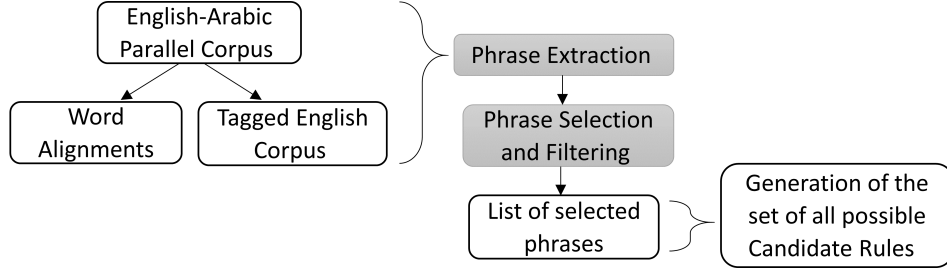 English-Arabic
Parallel Corpus
Word
Alignments
Tagged English
Corpus
Phrase Extraction
Phrase Selection
and Filtering
List of selected
phrases
Generation of the
set of all possible
Candidate Rules